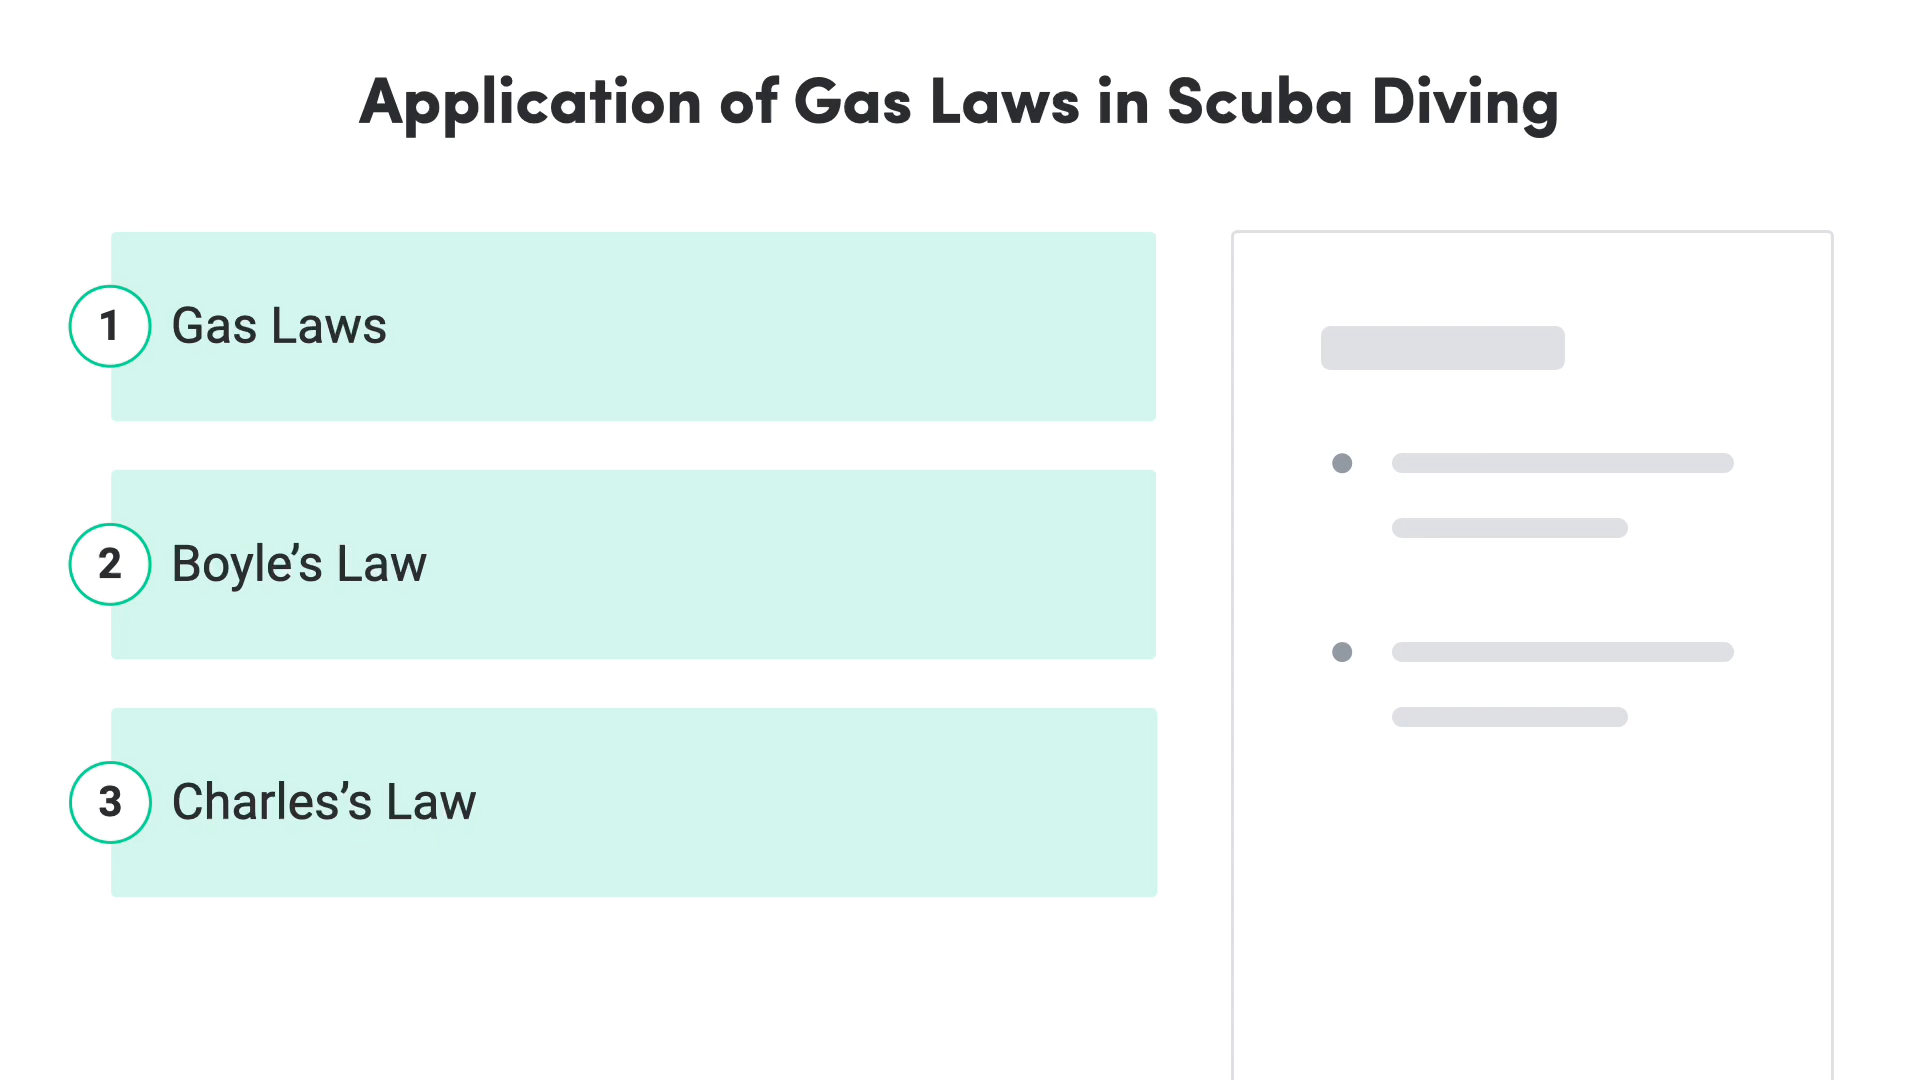 Application of Gas Laws in Scuba Diving
1 Gas Laws
2 Boyle’s Law
3 Charles’s Law